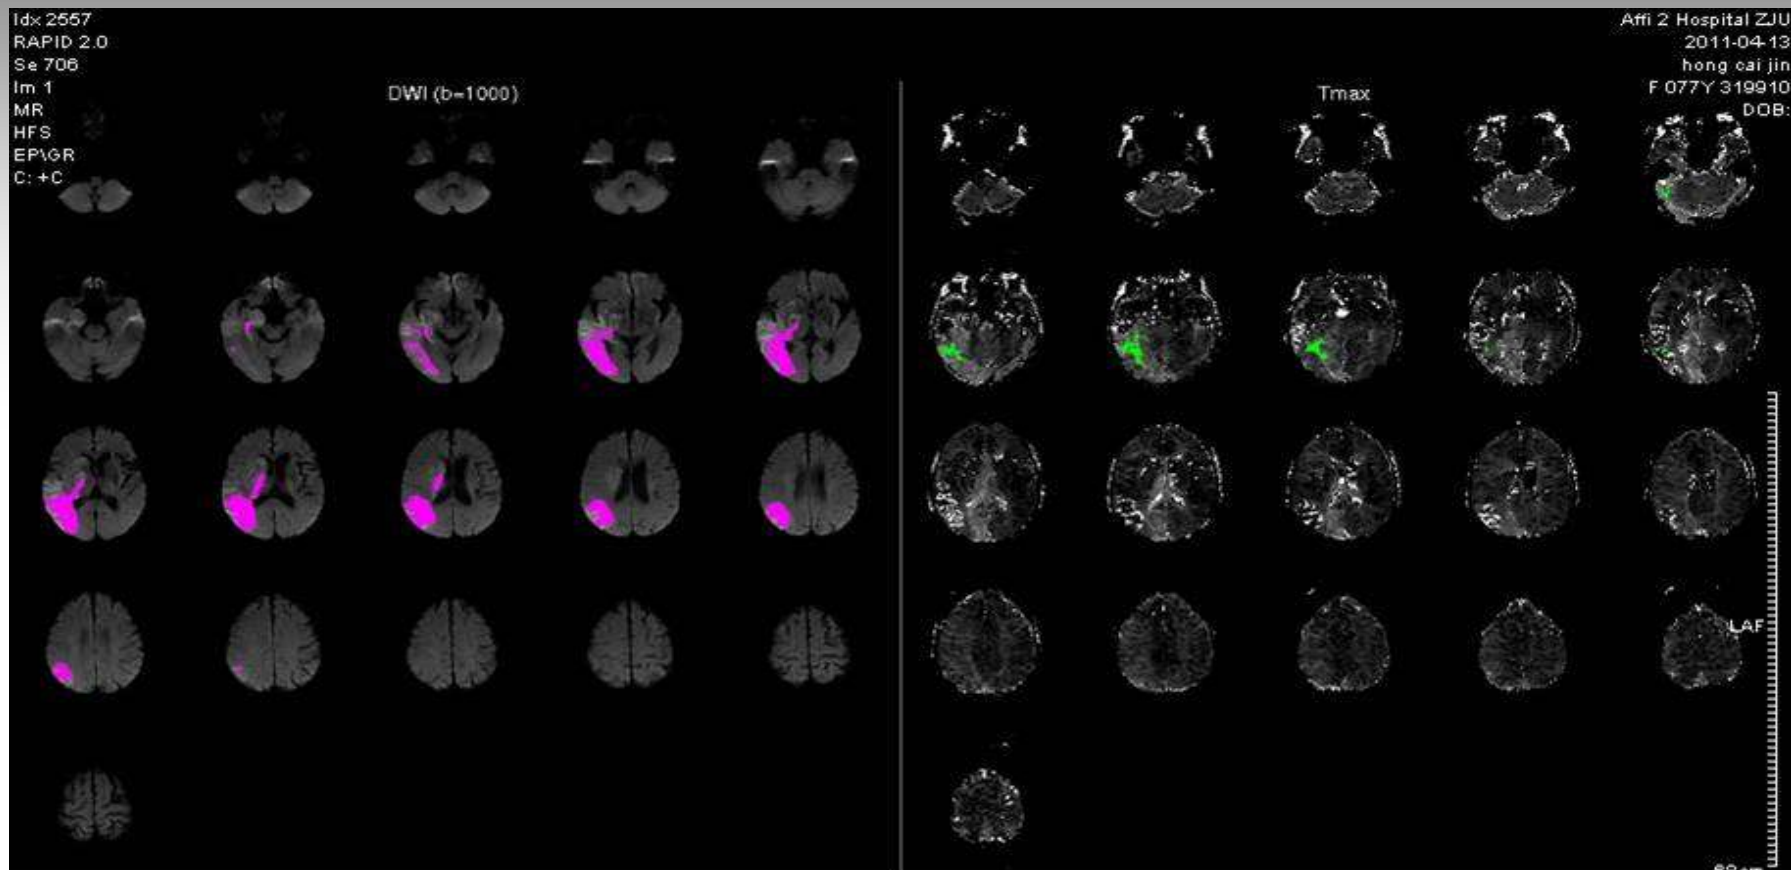 Idx 2557
RAPID 2.0
Se 706
Im 1
MR
HFS
EP\GR
C: +C
DWI (b=1000)
Tmax
Affi 2 Hospital ZJU
2011-04-13
hong cai jin
F 077Y 319910
DOB:
LAF